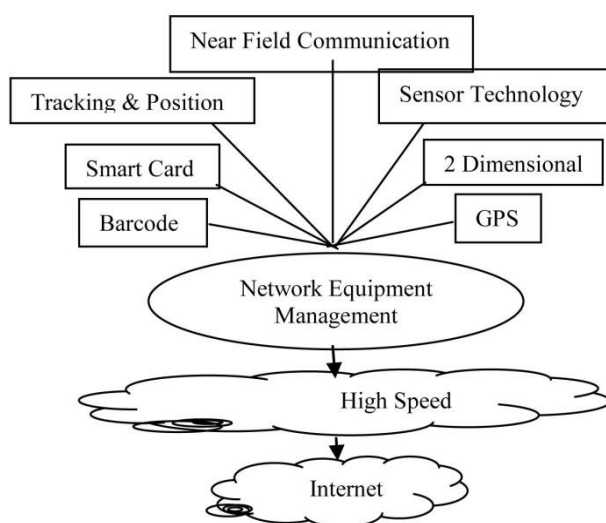 Near Field Communication
Tracking & Position
Sensor Technology
Smart Card
2 Dimensional
Barcode
GPS
Network Equipment
Management
High Speed
Internet